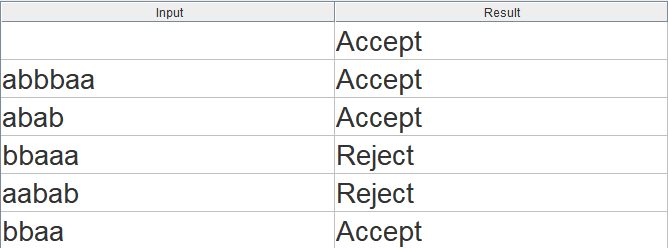 Input Result
Accept
abbbaa Accept
abab Accept
bbaaa Reject
aabab Reject
bbaa Accept